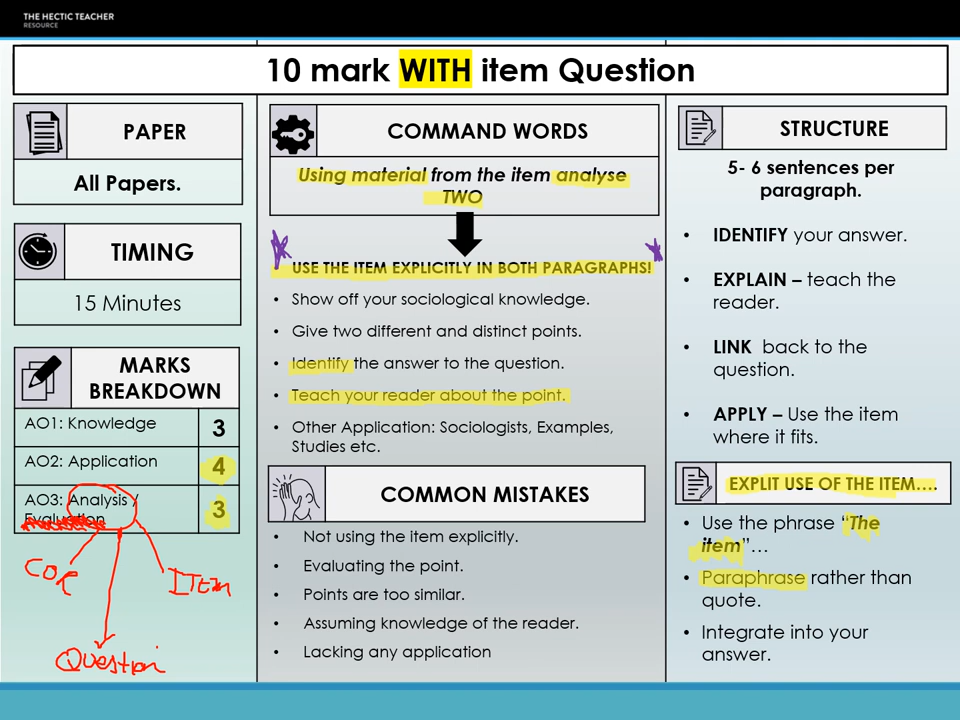 THE HECTIC TEACHER
RESOURCE
10 mark WITH item Question
PAPER
All Papers.
TIMING
15 Minutes
MARKS
BREAKDOWN
AO1: Knowledge 3
AO2: Application 4
AO3: Analysis /
Evaluation 3
Item
Question
COMMAND WORDS
Using material from the item analyse
TWO
• USE THE ITEM EXPLICITLY IN BOTH PARAGRAPHS!
• Show off your sociological knowledge.
• Give two different and distinct points.
• Identify the answer to the question.
• Teach your reader about the point.
• Other Application: Sociologists, Examples,
Studies etc.
COMMON MISTAKES
• Not using the item explicitly.
• Evaluating the point.
• Points are too similar.
• Assuming knowledge of the reader.
• Lacking any application
STRUCTURE
5- 6 sentences per
paragraph.
• IDENTIFY your answer.
• EXPLAIN – teach the
reader.
• LINK back to the
question.
• APPLY – Use the item
where it fits.
EXPLIT USE OF THE ITEM….
• Use the phrase “The
item”…
• Paraphrase rather than
quote.
• Integrate into your
answer.